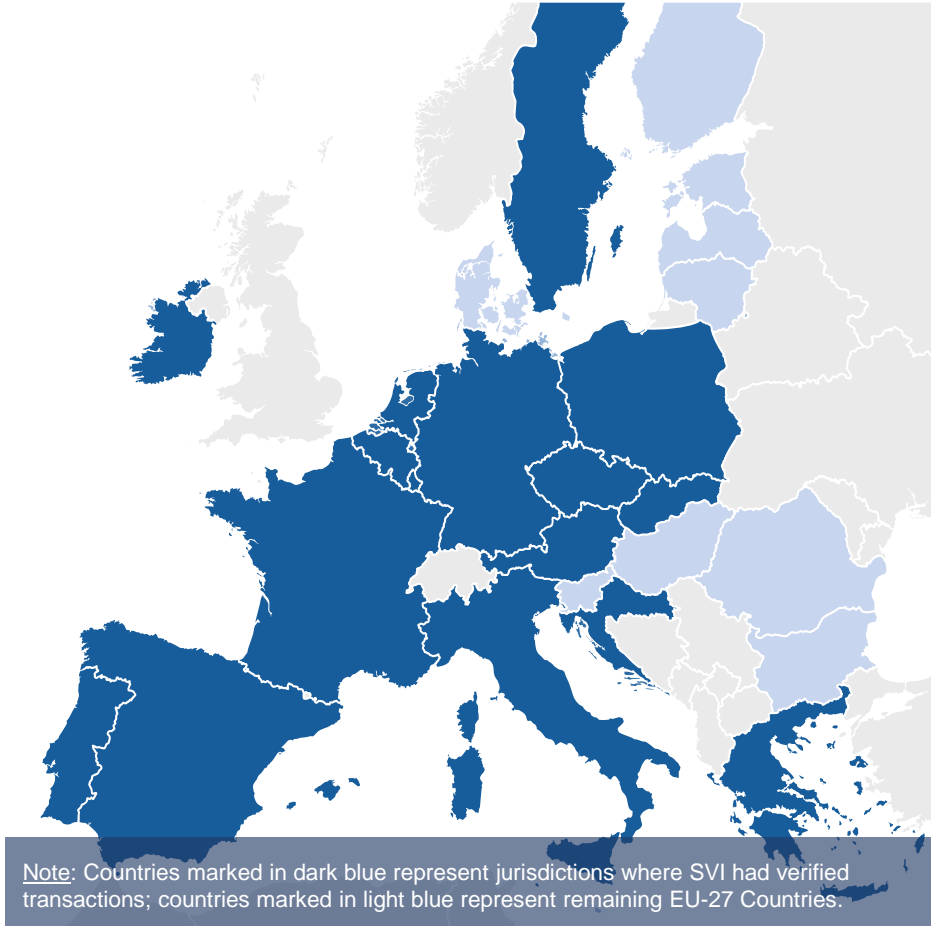 Note: Countries marked in dark blue represent jurisdictions where SVI had verified
transactions; countries marked in light blue represent remaining EU-27 Countries.